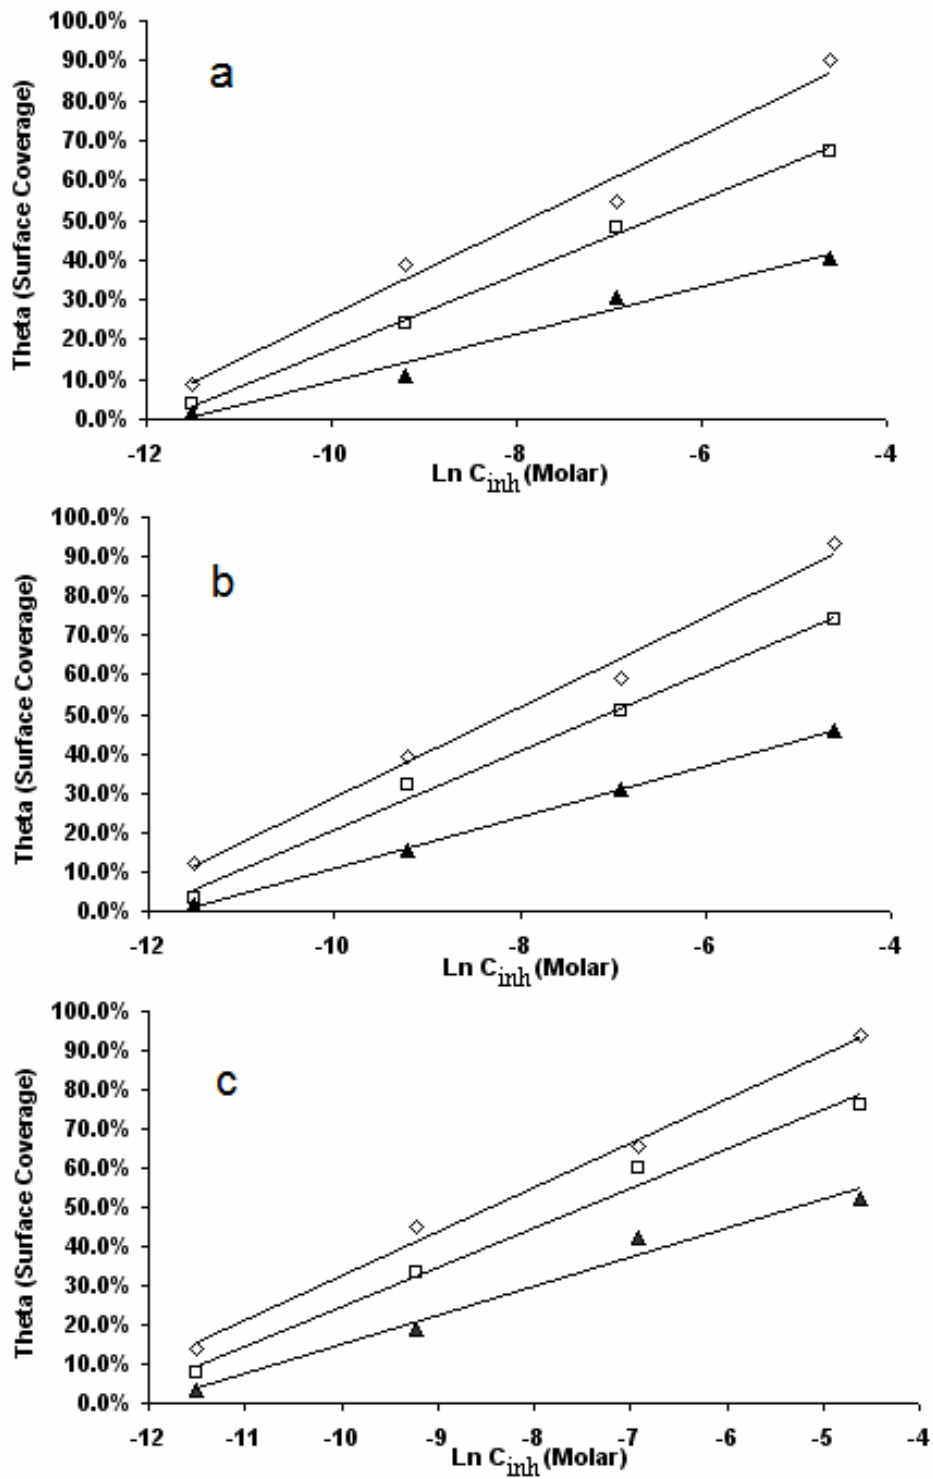 100.0%
90.0%
80.0%
70.0%
60.0%
50.0%
40.0%
30.0%
20.0%
10.0%
0.0%
Theta (Surface Coverage)
a
-12 -10 -8 -6 -4
Ln Cinh (Molar)
100.0%
90.0%
80.0%
70.0%
60.0%
50.0%
40.0%
30.0%
20.0%
10.0%
0.0%
Theta (Surface Coverage)
b
-12 -10 -8 -6 -4
Ln Cinh (Molar)
100.0%
90.0%
80.0%
70.0%
60.0%
50.0%
40.0%
30.0%
20.0%
10.0%
0.0%
Theta (Surface Coverage)
c
-12 -11 -10 -9 -8 -7 -6 -5 -4
Ln Cinh (Molar)